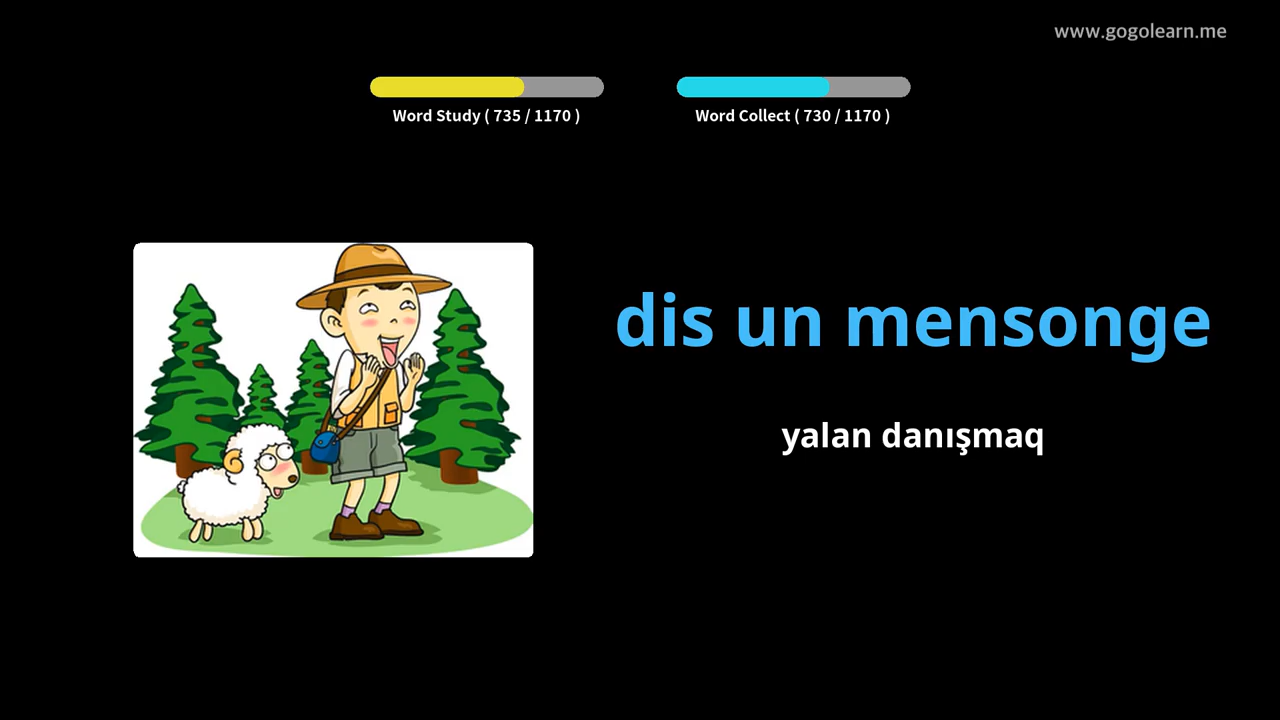 www.gogolearn.me
Word Study ( 735 / 1170 )
Word Collect ( 730 / 1170 )
dis un mensonge
yalan danışmaq